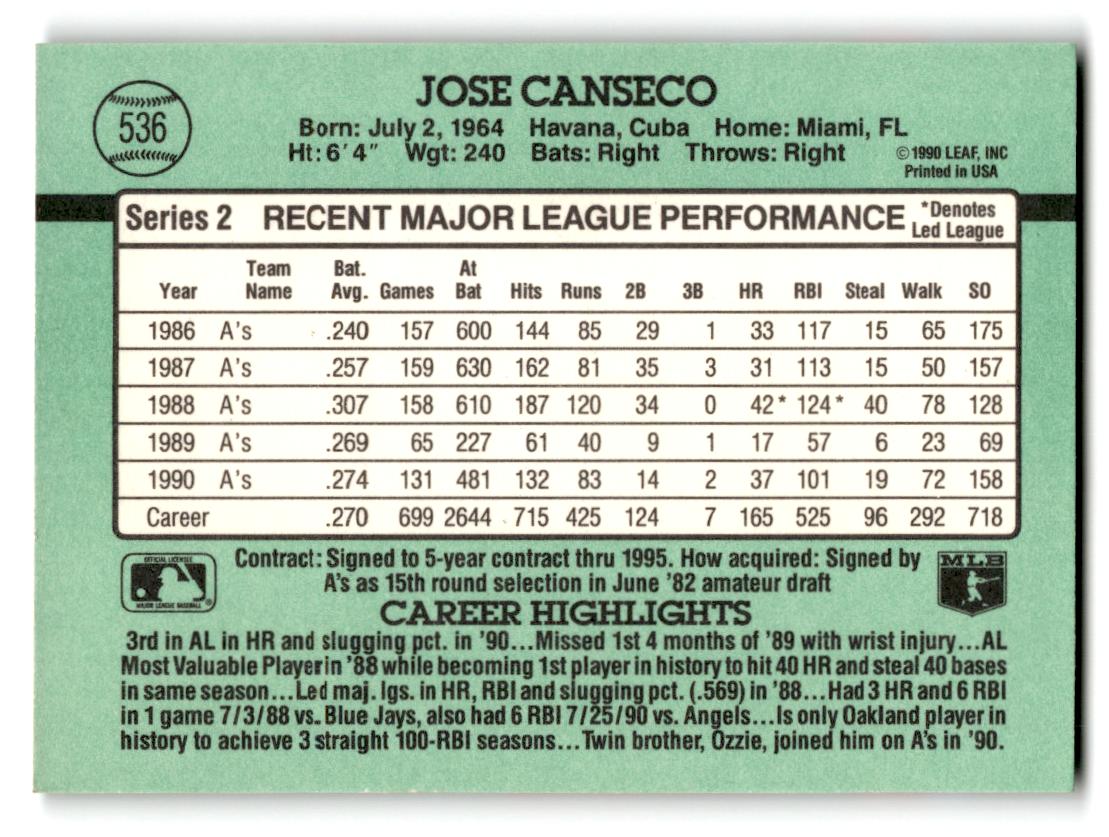 JOSE CANSECO
536
Born: July 2, 1964 Havana, Cuba Home: Miami, FL
Ht: 6'4" Wgt: 240 Bats: Right Throws: Right
©1990 LEAF, INC
Printed in USA
Series 2 RECENT MAJOR LEAGUE PERFORMANCE *Denotes Led League
Year Team Name Bat. Avg. Games At Bat Hits Runs 2B 3B HR RBI Steal Walk SO
1986 A's .240 157 600 144 85 29 1 33 117 15 65 175
1987 A's .257 159 630 162 81 35 3 31 113 15 50 157
1988 A's .307 158 610 187 120 34 0 42* 124* 40 78 128
1989 A's .269 65 227 61 40 9 1 17 57 6 23 69
1990 A's .274 131 481 132 83 14 2 37 101 19 72 158
Career .270 699 2644 715 425 124 7 165 525 96 292 718
Contract: Signed to 5-year contract thru 1995. How acquired: Signed by
A's as 15th round selection in June '82 amateur draft
OFFICIAL LICENSEE
MAJOR LEAGUE BASEBALL
MLB
CAREER HIGHLIGHTS
3rd in AL in HR and slugging pct. in '90...Missed 1st 4 months of '89 with wrist injury...AL
Most Valuable Player in '88 while becoming 1st player in history to hit 40 HR and steal 40 bases
in same season...Led maj. lgs. in HR, RBI and slugging pct. (.569) in '88...Had 3 HR and 6 RBI
in 1 game 7/3/88 vs. Blue Jays, also had 6 RBI 7/25/90 vs. Angels...Is only Oakland player in
history to achieve 3 straight 100-RBI seasons...Twin brother, Ozzie, joined him on A's in '90.